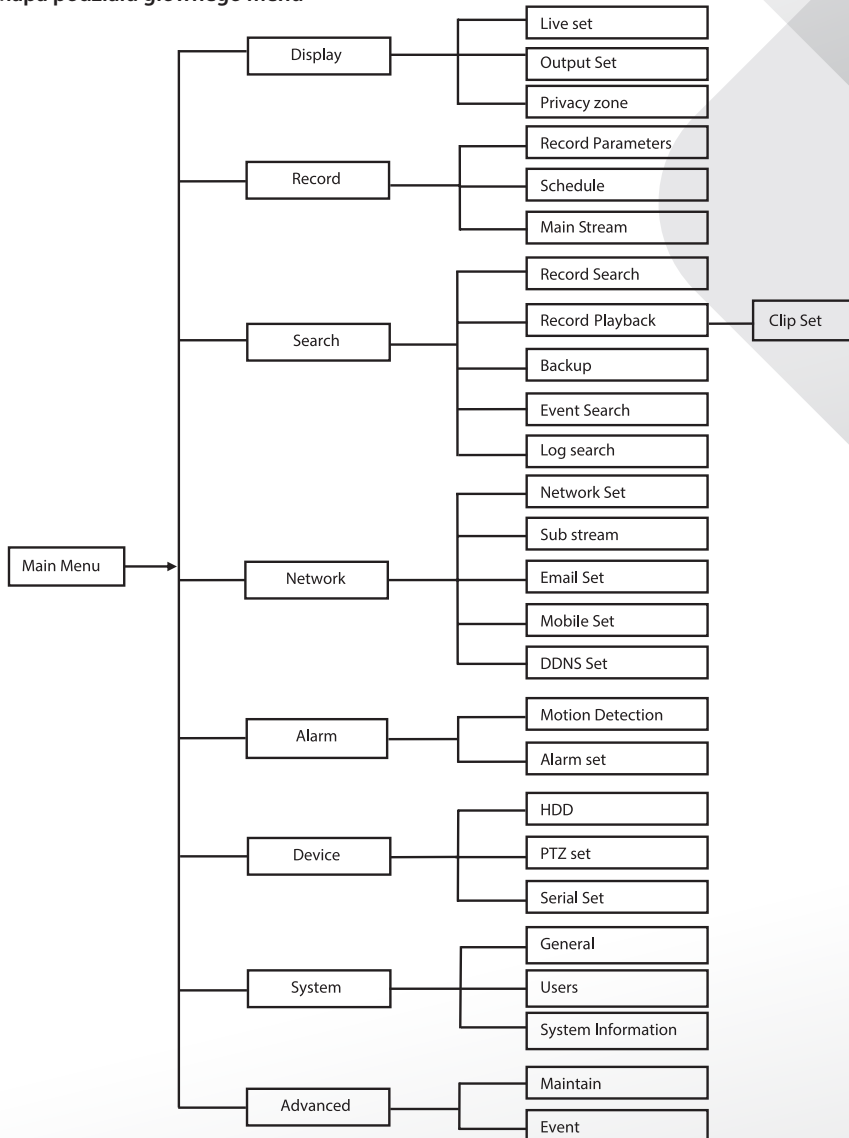 podziału głównego menu
Main Menu
Display
Live set
Output Set
Privacy zone
Record
Record Parameters
Schedule
Main Stream
Search
Record Search
Record Playback
Clip Set
Backup
Event Search
Log search
Network
Network Set
Sub stream
Email Set
Mobile Set
DDNS Set
Alarm
Motion Detection
Alarm set
Device
HDD
PTZ set
Serial Set
System
General
Users
System Information
Advanced
Maintain
Event